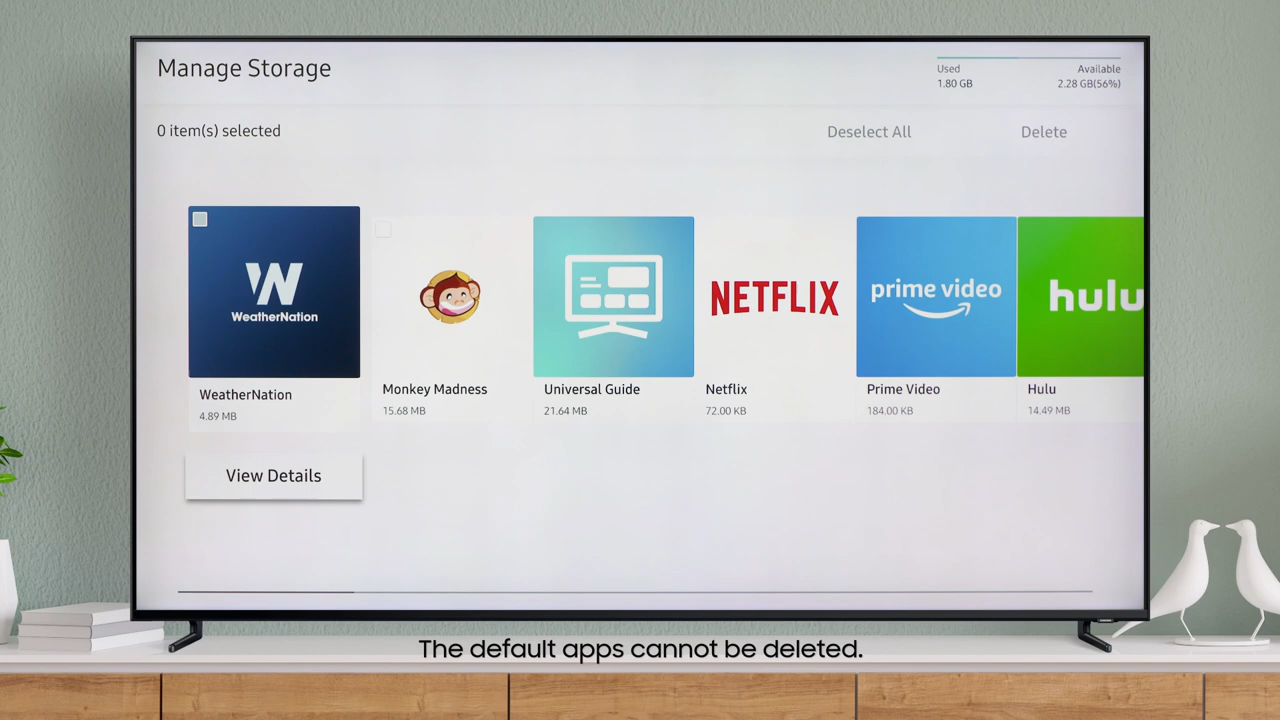 Manage Storage
Used
Available
1.80 GB
2.28 GB(56%)
0 item(s) selected
Deselect All
Delete
W
WeatherNation
NETFLIX
prime video
hulu
WeatherNation
4.89 MB
Monkey Madness
15.68 MB
Universal Guide
21.64 MB
Netflix
72.00 KB
Prime Video
184.00 KB
Hulu
14.49 MB
View Details
The default apps cannot be deleted.